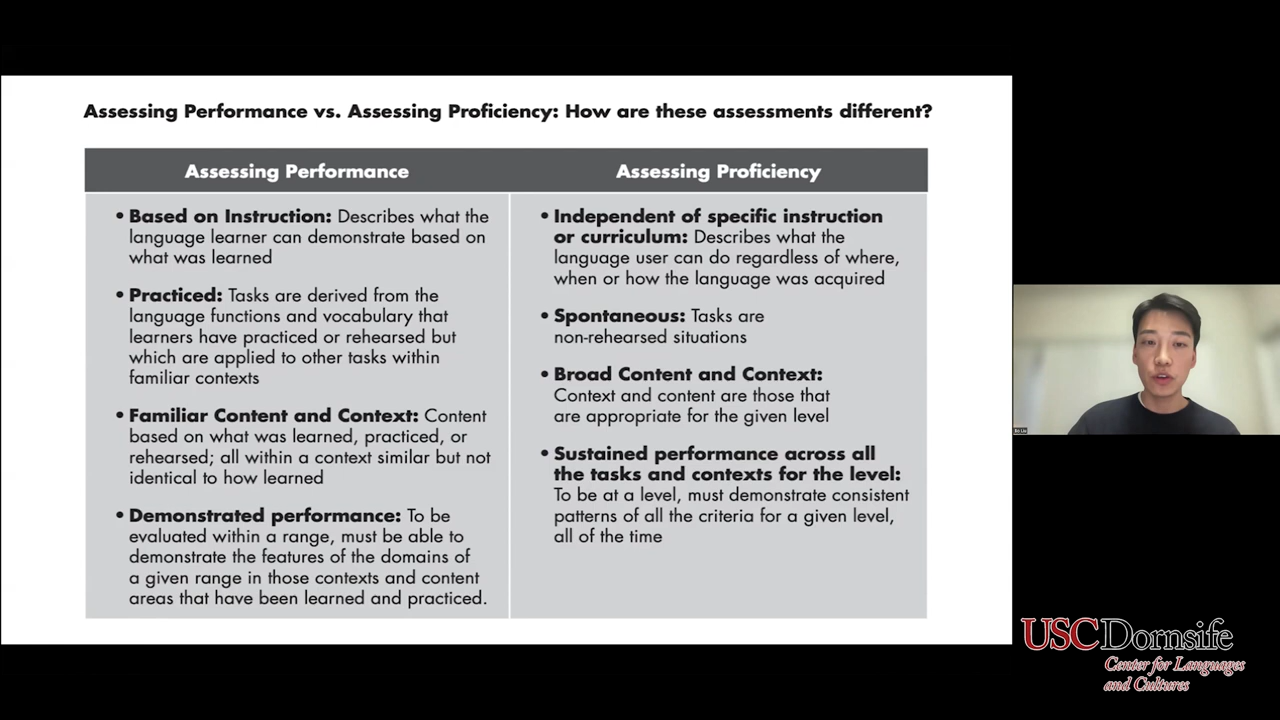 Assessing Performance vs. Assessing Proficiency: How are these assessments different?
Assessing Performance
• Based on Instruction: Describes what the
language learner can demonstrate based on
what was learned
• Practiced: Tasks are derived from the
language functions and vocabulary that
learners have practiced or rehearsed but
which are applied to other tasks within
familiar contexts
• Familiar Content and Context: Content
based on what was learned, practiced, or
rehearsed; all within a context similar but not
identical to how learned
• Demonstrated performance: To be
evaluated within a range, must be able to
demonstrate the features of the domains of
a given range in those contexts and content
areas that have been learned and practiced.
Assessing Proficiency
• Independent of specific instruction
or curriculum: Describes what the
language user can do regardless of where,
when or how the language was acquired
• Spontaneous: Tasks are
non-rehearsed situations
• Broad Content and Context:
Context and content are those that
are appropriate for the given level
• Sustained performance across all
the tasks and contexts for the level:
To be at a level, must demonstrate consistent
patterns of all the criteria for a given level,
all of the time
USCDornsife
Center for Languages
and Cultures